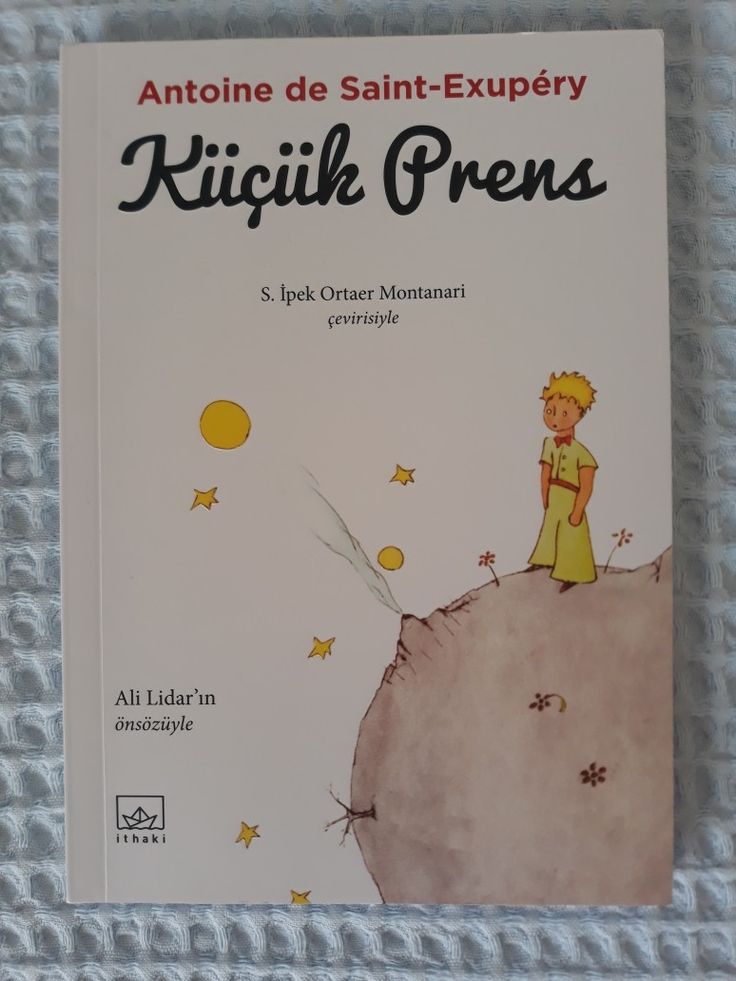 Antoine de Saint-Exupéry
Küçük Prens
S. İpek Ortaer Montanari
çevirisiyle
Ali Lidar'ın
önsözüyle
ithaki